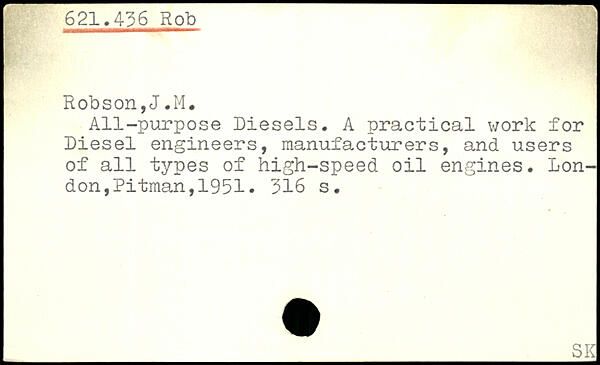 621.436 Rob
Robson,J.M.
All-purpose Diesels. A practical work for
Diesel engineers, manufacturers, and users
of all types of high-speed oil engines. Lon-
don,Pitman,1951. 316 s.
SK